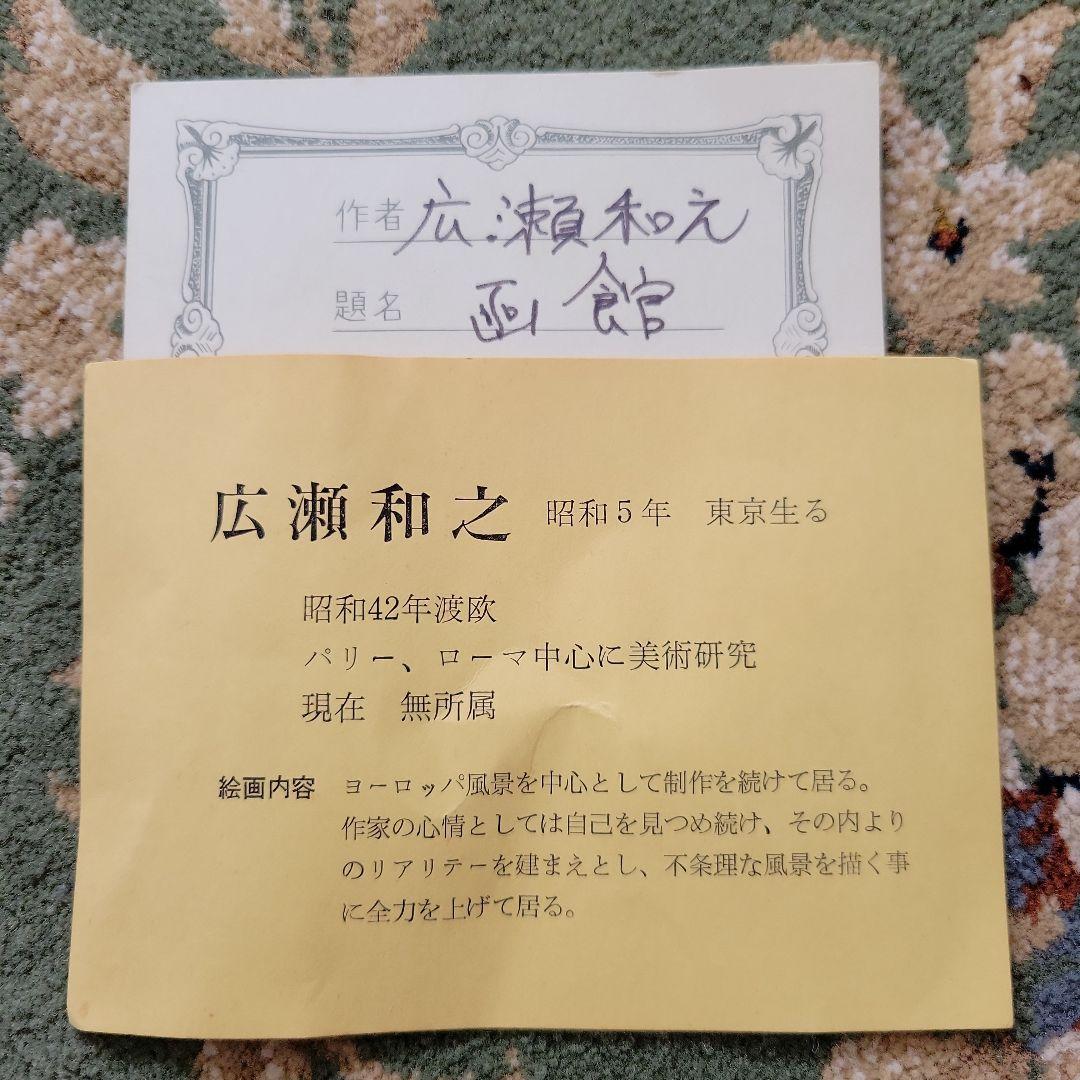 作者 広瀬和之
題名 函館
広瀬和之 昭和5年 東京生る
昭和42年渡欧
パリー、ローマ中心に美術研究
現在 無所属
絵画内容 ヨーロッパ風景を中心として制作を続けて居る。
作家の心情としては自己を見つめ続け、その内より
のリアリテーを建まえとし、不条理な風景を描く事
に全力を上げて居る。